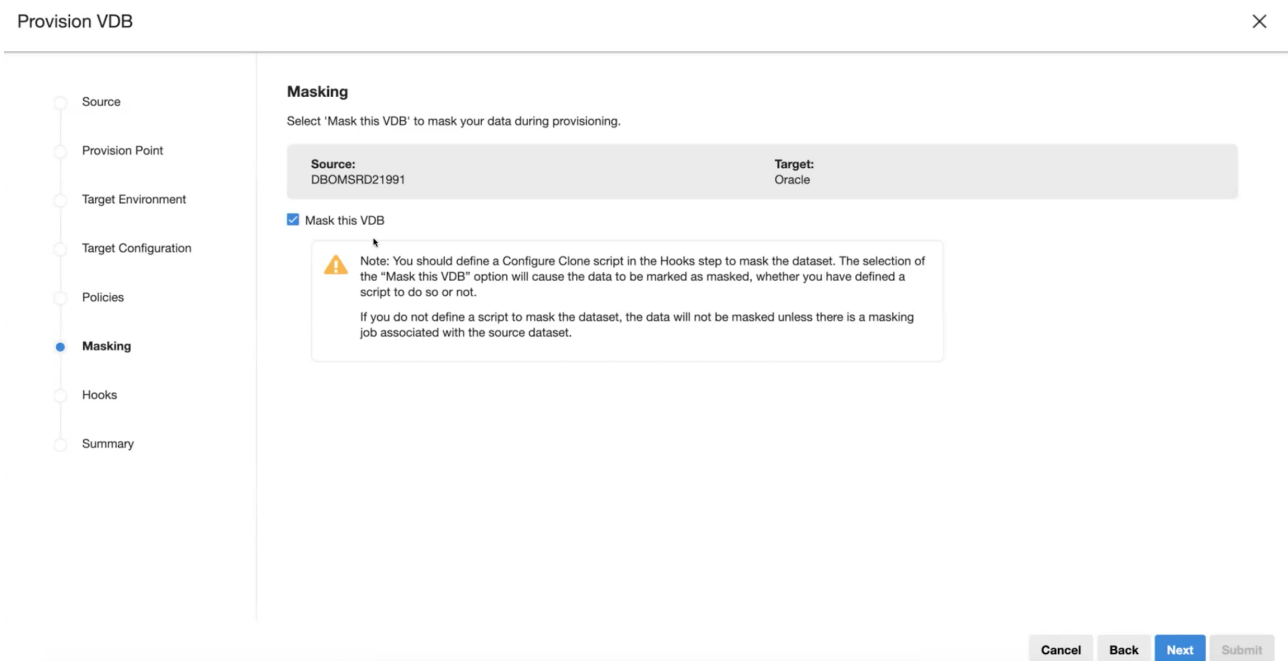 Provision VDB
Source
Provision Point
Target Environment
Target Configuration
Policies
Masking
Hooks
Summary
Masking
Select 'Mask this VDB' to mask your data during provisioning.
Source:
DBOMSRD21991
Target:
Oracle
Mask this VDB
Note: You should define a Configure Clone script in the Hooks step to mask the dataset. The selection of
the “Mask this VDB” option will cause the data to be marked as masked, whether you have defined a
script to do so or not.
If you do not define a script to mask the dataset, the data will not be masked unless there is a masking
job associated with the source dataset.
Cancel
Back
Next
Submit